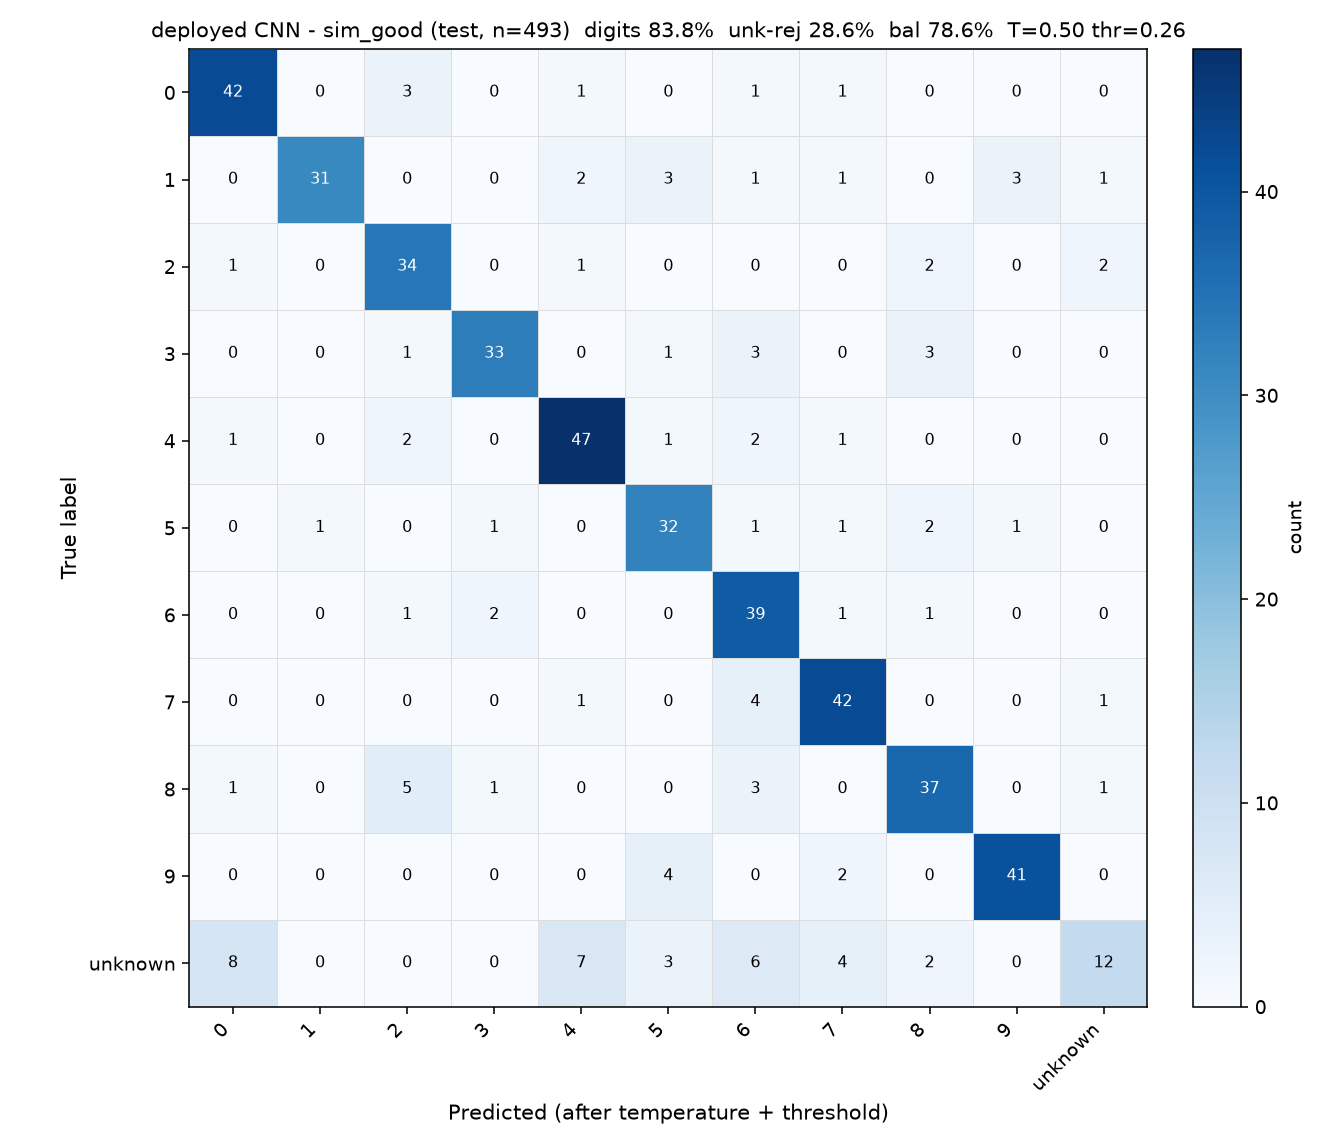 deployed CNN - sim_good (test, n=493)  digits 83.8%  unk-rej 28.6%  bal 78.6%  T=0.50 thr=0.26
0 42 0 3 0 1 0 1 1 0 0 0
1 0 31 0 0 2 3 1 1 0 3 1
2 1 0 34 0 1 0 0 0 2 0 2
3 0 0 1 33 0 1 3 0 3 0 0
4 1 0 2 0 47 1 2 1 0 0 0
5 0 1 0 1 0 32 1 1 2 1 0
6 0 0 1 2 0 0 39 1 1 0 0
7 0 0 0 0 1 0 4 42 0 0 1
8 1 0 5 1 0 0 3 0 37 0 1
9 0 0 0 0 0 4 0 2 0 41 0
unknown 8 0 0 0 7 3 6 4 2 0 12
0 1 2 3 4 5 6 7 8 9 unknown
Predicted (after temperature + threshold)
True label
40
30
20
10
0
count